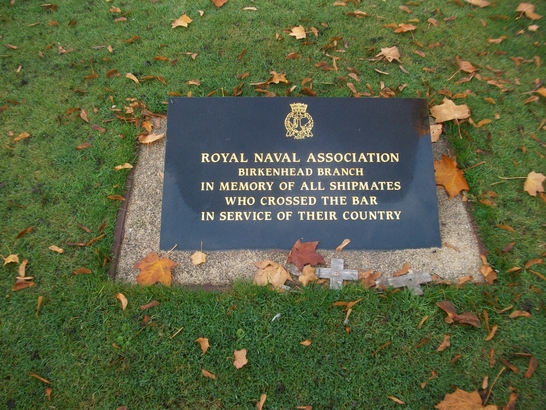 ROYAL NAVAL ASSOCIATION
BIRKENHEAD BRANCH
IN MEMORY OF ALL SHIPMATES
WHO CROSSED THE BAR
IN SERVICE OF THEIR COUNTRY